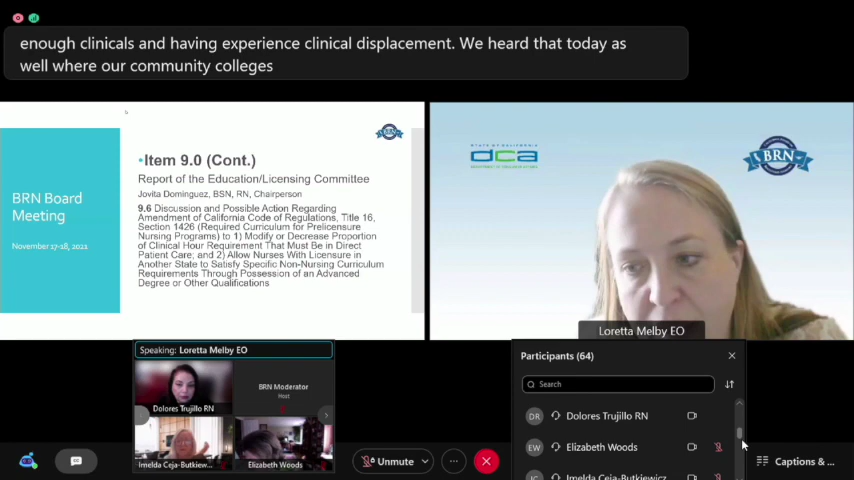 enough clinicals and having experience clinical displacement. We heard that today as
well where our community colleges
BRN Board
Meeting
November 17-18, 2021
BRN
•Item 9.0 (Cont.)
Report of the Education/Licensing Committee
Jovita Dominguez, BSN, RN, Chairperson
9.6 Discussion and Possible Action Regarding
Amendment of California Code of Regulations, Title 16,
Section 1426 (Required Curriculum for Prelicensure
Nursing Programs) to 1) Modify or Decrease Proportion
of Clinical Hour Requirement That Must Be in Direct
Patient Care; and 2) Allow Nurses With Licensure in
Another State to Satisfy Specific Non-Nursing Curriculum
Requirements Through Possession of an Advanced
Degree or Other Qualifications
STATE OF CALIFORNIA
dca
DEPARTMENT OF CONSUMER AFFAIRS
BRN
Loretta Melby EO
Speaking: Loretta Melby EO
Dolores Trujillo RN
BRN Moderator
Host
Imelda Ceja-Butkiew...
Elizabeth Woods
Participants (64)
Search
DR Dolores Trujillo RN
EW Elizabeth Woods
IC Imelda Ceja-Butkiewicz
CC
Unmute
Captions & ...